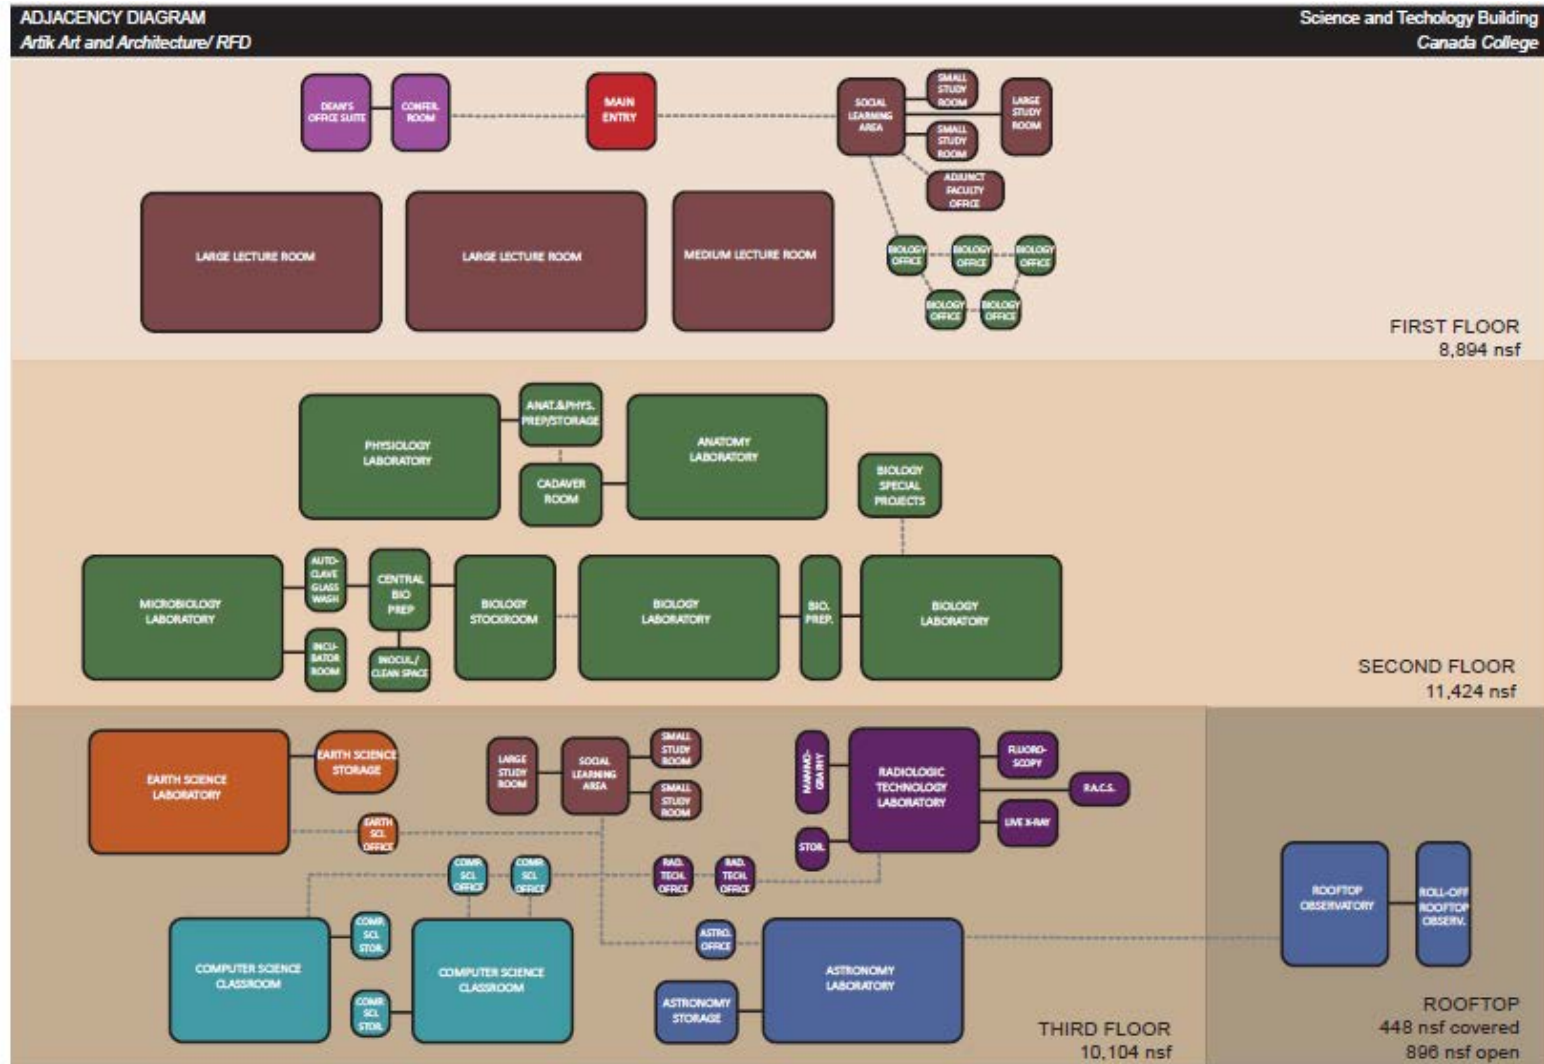 ADJACENCY DIAGRAM
Artik Art and Architecture/ RFD
Science and Techology Building
Canada College
DEAN'S
OFFICE SUITE
CONFER.
ROOM
MAIN
ENTRY
SOCIAL
LEARNING
AREA
SMALL
STUDY
ROOM
SMALL
STUDY
ROOM
LARGE
STUDY
ROOM
ADJUNCT
FACULTY
OFFICE
LARGE LECTURE ROOM
LARGE LECTURE ROOM
MEDIUM LECTURE ROOM
BIOLOGY
OFFICE
BIOLOGY
OFFICE
BIOLOGY
OFFICE
BIOLOGY
OFFICE
BIOLOGY
OFFICE
FIRST FLOOR
8,894 nsf
PHYSIOLOGY
LABORATORY
ANAT.&PHYS.
PREP/STORAGE
CADAVER
ROOM
ANATOMY
LABORATORY
BIOLOGY
SPECIAL
PROJECTS
MICROBIOLOGY
LABORATORY
AUTO-
CLAVE
GLASS
WASH
INCU-
BATOR
ROOM
CENTRAL
BIO
PREP
INOCUL./
CLEAN SPACE
BIOLOGY
STOCKROOM
BIOLOGY
LABORATORY
BIO.
PREP.
BIOLOGY
LABORATORY
SECOND FLOOR
11,424 nsf
EARTH SCIENCE
LABORATORY
EARTH SCIENCE
STORAGE
EARTH
SCI.
OFFICE
LARGE
STUDY
ROOM
SOCIAL
LEARNING
AREA
SMALL
STUDY
ROOM
SMALL
STUDY
ROOM
MAMMO-
GRAPHY
STOR.
RADIOLOGIC
TECHNOLOGY
LABORATORY
FLUORO-
SCOPY
R.A.C.S.
LIVE X-RAY
COMP.
SCI.
OFFICE
COMP.
SCI.
OFFICE
RAD.
TECH.
OFFICE
RAD.
TECH.
OFFICE
COMPUTER SCIENCE
CLASSROOM
COMP.
SCI.
STOR.
COMP.
SCI.
STOR.
COMPUTER SCIENCE
CLASSROOM
ASTRO.
OFFICE
ASTRONOMY
STORAGE
ASTRONOMY
LABORATORY
THIRD FLOOR
10,104 nsf
ROOFTOP
OBSERVATORY
ROLL-OFF
ROOFTOP
OBSERV.
ROOFTOP
448 nsf covered
896 nsf open